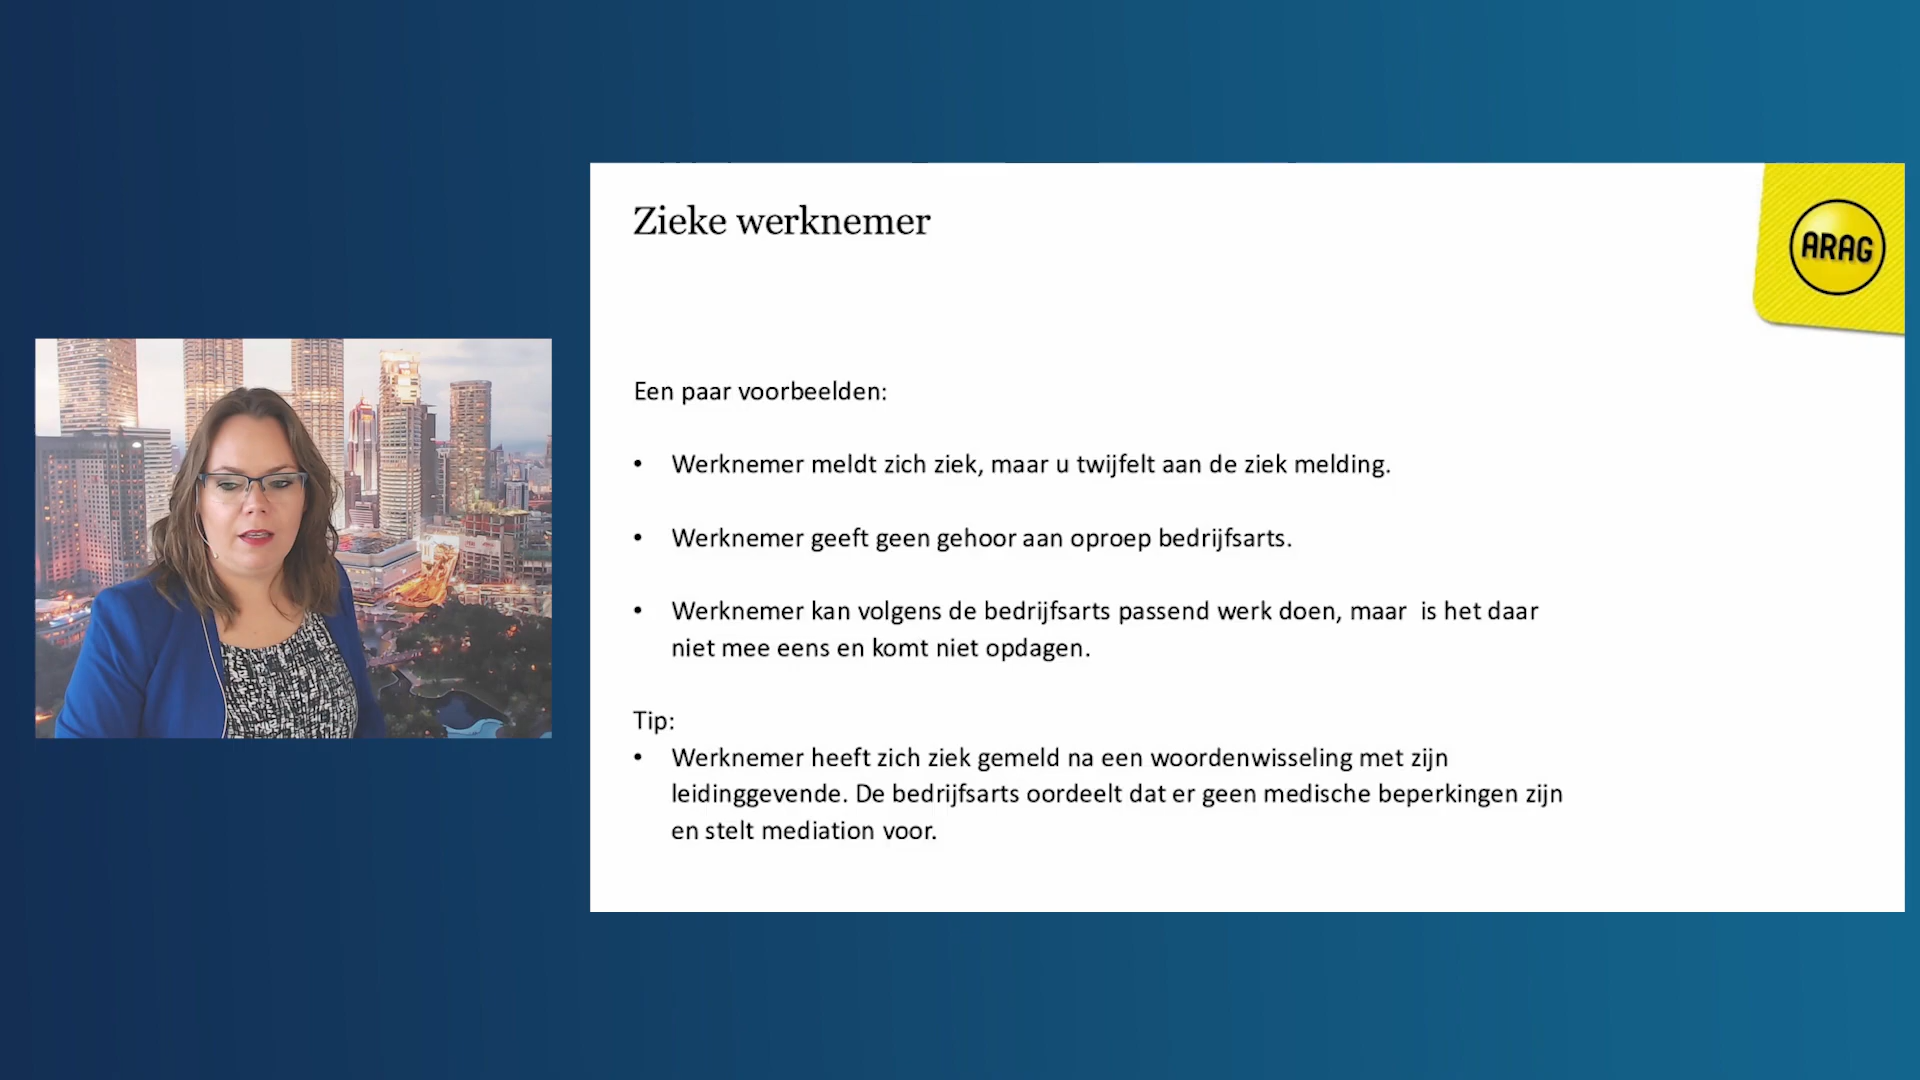 Zieke werknemer
ARAG
Een paar voorbeelden:
• Werknemer meldt zich ziek, maar u twijfelt aan de ziek melding.
• Werknemer geeft geen gehoor aan oproep bedrijfsarts.
• Werknemer kan volgens de bedrijfsarts passend werk doen, maar  is het daar
niet mee eens en komt niet opdagen.
Tip:
• Werknemer heeft zich ziek gemeld na een woordenwisseling met zijn
leidinggevende. De bedrijfsarts oordeelt dat er geen medische beperkingen zijn
en stelt mediation voor.